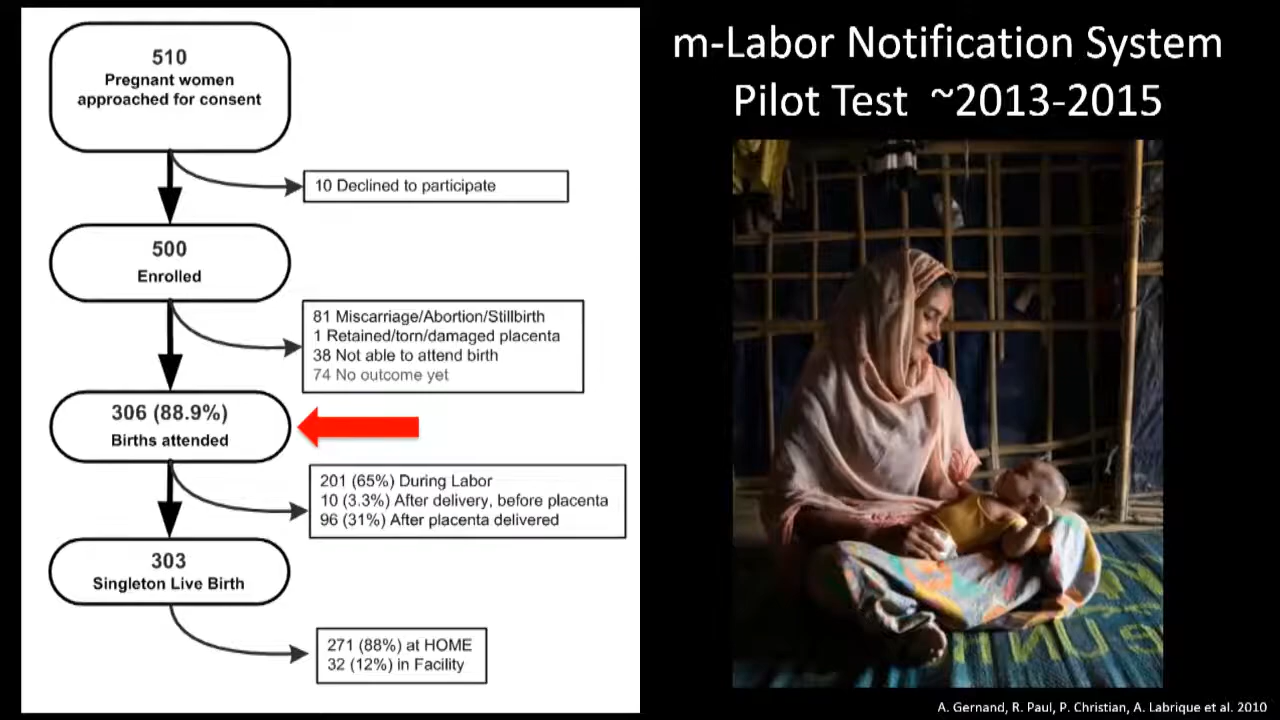 510
Pregnant women
approached for consent
10 Declined to participate
500
Enrolled
81 Miscarriage/Abortion/Stillbirth
1 Retained/torn/damaged placenta
38 Not able to attend birth
74 No outcome yet
306 (88.9%)
Births attended
201 (65%) During Labor
10 (3.3%) After delivery, before placenta
96 (31%) After placenta delivered
303
Singleton Live Birth
271 (88%) at HOME
32 (12%) in Facility
m-Labor Notification System
Pilot Test ~2013-2015
A. Gernand, R. Paul, P. Christian, A. Labrique et al. 2010